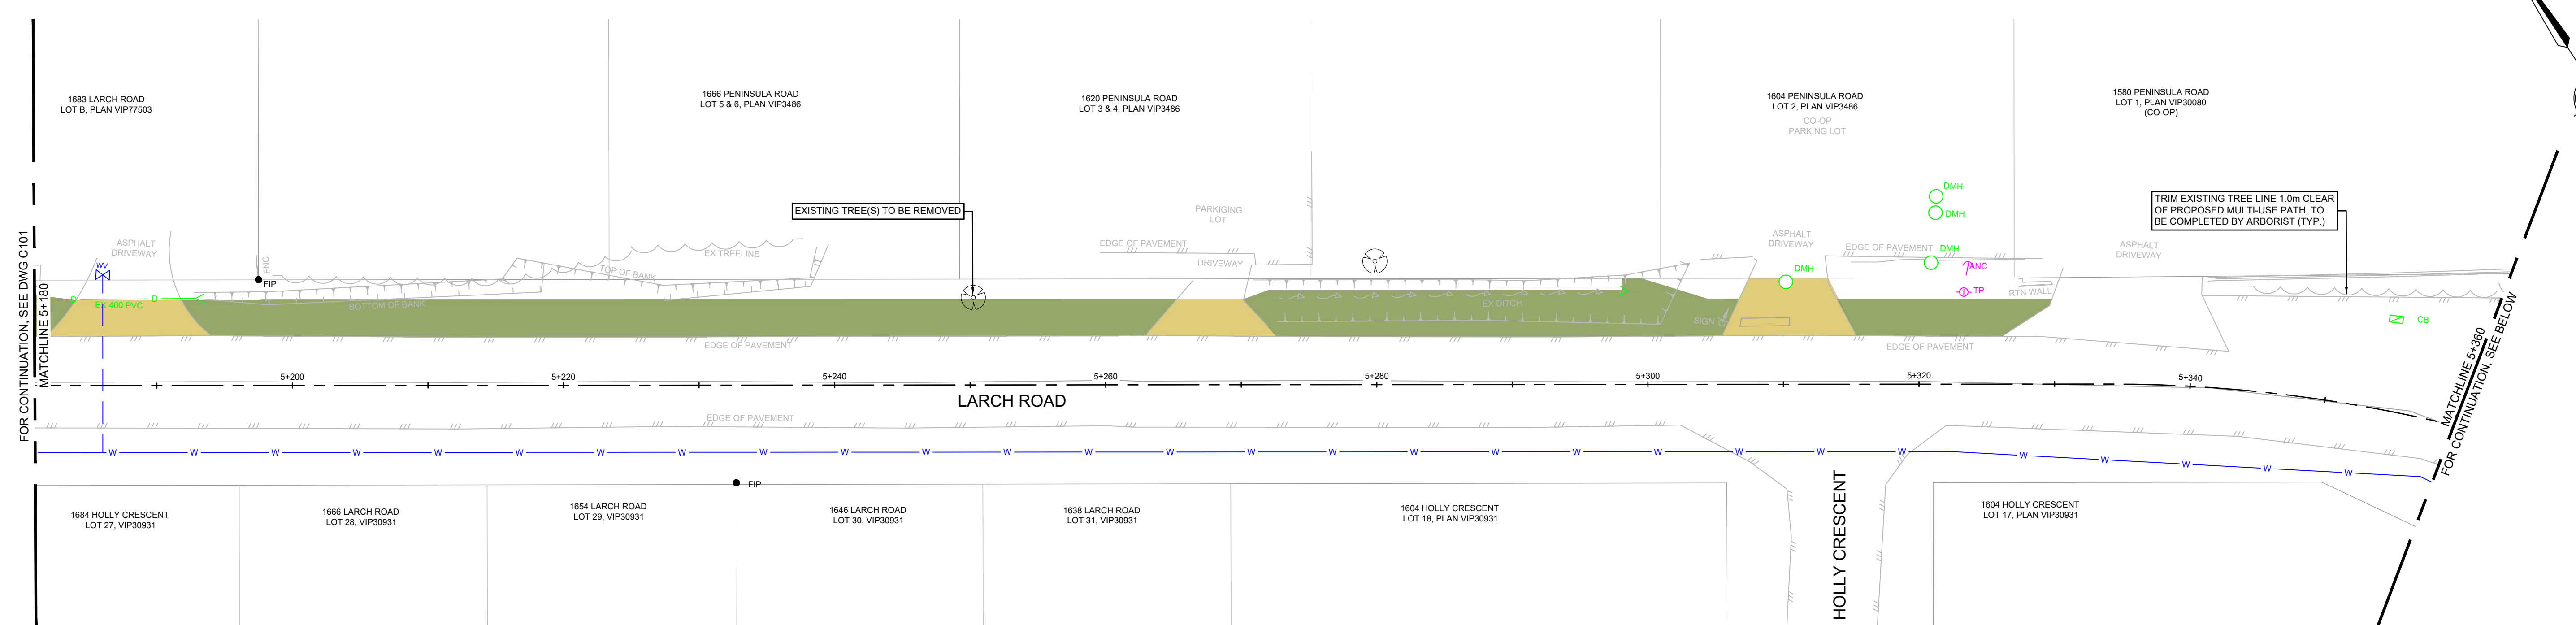 1683 LARCH ROAD
LOT B, PLAN VIP77503
1666 PENINSULA ROAD
LOT 5 & 6, PLAN VIP3486
1620 PENINSULA ROAD
LOT 3 & 4, PLAN VIP3486
1604 PENINSULA ROAD
LOT 2, PLAN VIP3486
CO-OP
PARKING LOT
1580 PENINSULA ROAD
LOT 1, PLAN VIP30080
(CO-OP)
EXISTING TREE(S) TO BE REMOVED
TRIM EXISTING TREE LINE 1.0m CLEAR
OF PROPOSED MULTI-USE PATH, TO
BE COMPLETED BY ARBORIST (TYP.)
PARKIGING
LOT
DMH
DMH
ASPHALT
DRIVEWAY
FNC
EX TREELINE
TOP OF BANK
EDGE OF PAVEMENT
DRIVEWAY
ASPHALT
DRIVEWAY
EDGE OF PAVEMENT
DMH
ASPHALT
DRIVEWAY
WV
FIP
DMH
ANC
TP
RTN WALL
D
D
EX 400 PVC
BOTTOM OF BANK
EX DITCH
SIGN
CB
EDGE OF PAVEMENT
EDGE OF PAVEMENT
FOR CONTINUATION, SEE DWG C101
MATCHLINE 5+180
5+200
5+220
5+240
5+260
5+280
5+300
5+320
5+340
MATCHLINE 5+360
FOR CONTINUATION, SEE BELOW
LARCH ROAD
EDGE OF PAVEMENT
W W W W W W W W W W W W W W W W W W W W W W W W W W W W
FIP
HOLLY CRESCENT
1684 HOLLY CRESCENT
LOT 27, VIP30931
1666 LARCH ROAD
LOT 28, VIP30931
1654 LARCH ROAD
LOT 29, VIP30931
1646 LARCH ROAD
LOT 30, VIP30931
1638 LARCH ROAD
LOT 31, VIP30931
1604 HOLLY CRESCENT
LOT 18, PLAN VIP30931
1604 HOLLY CRESCENT
LOT 17, PLAN VIP30931